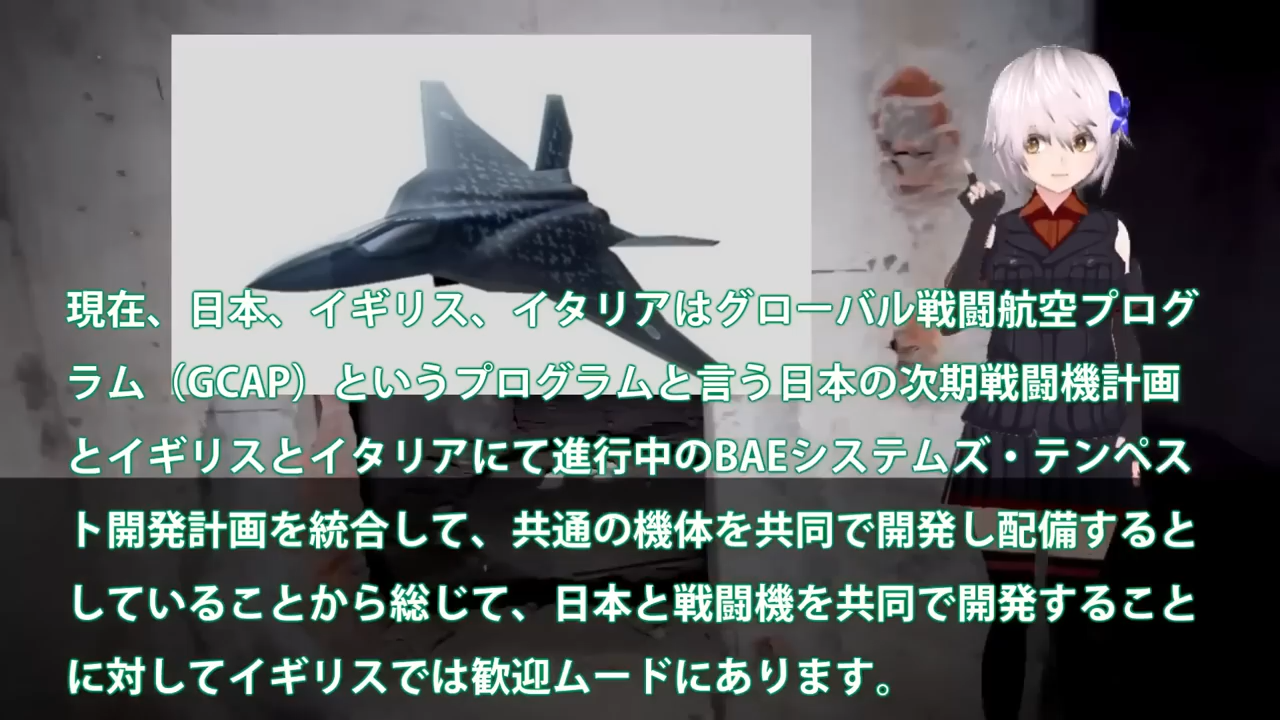 現在、日本、イギリス、イタリアはグローバル戦闘航空プログ
ラム（GCAP）というプログラムと言う日本の次期戦闘機計画
とイギリスとイタリアにて進行中のBAEシステムズ・テンペス
ト開発計画を統合して、共通の機体を共同で開発し配備すると
していることから総じて、日本と戦闘機を共同で開発すること
に対してイギリスでは歓迎ムードにあります。